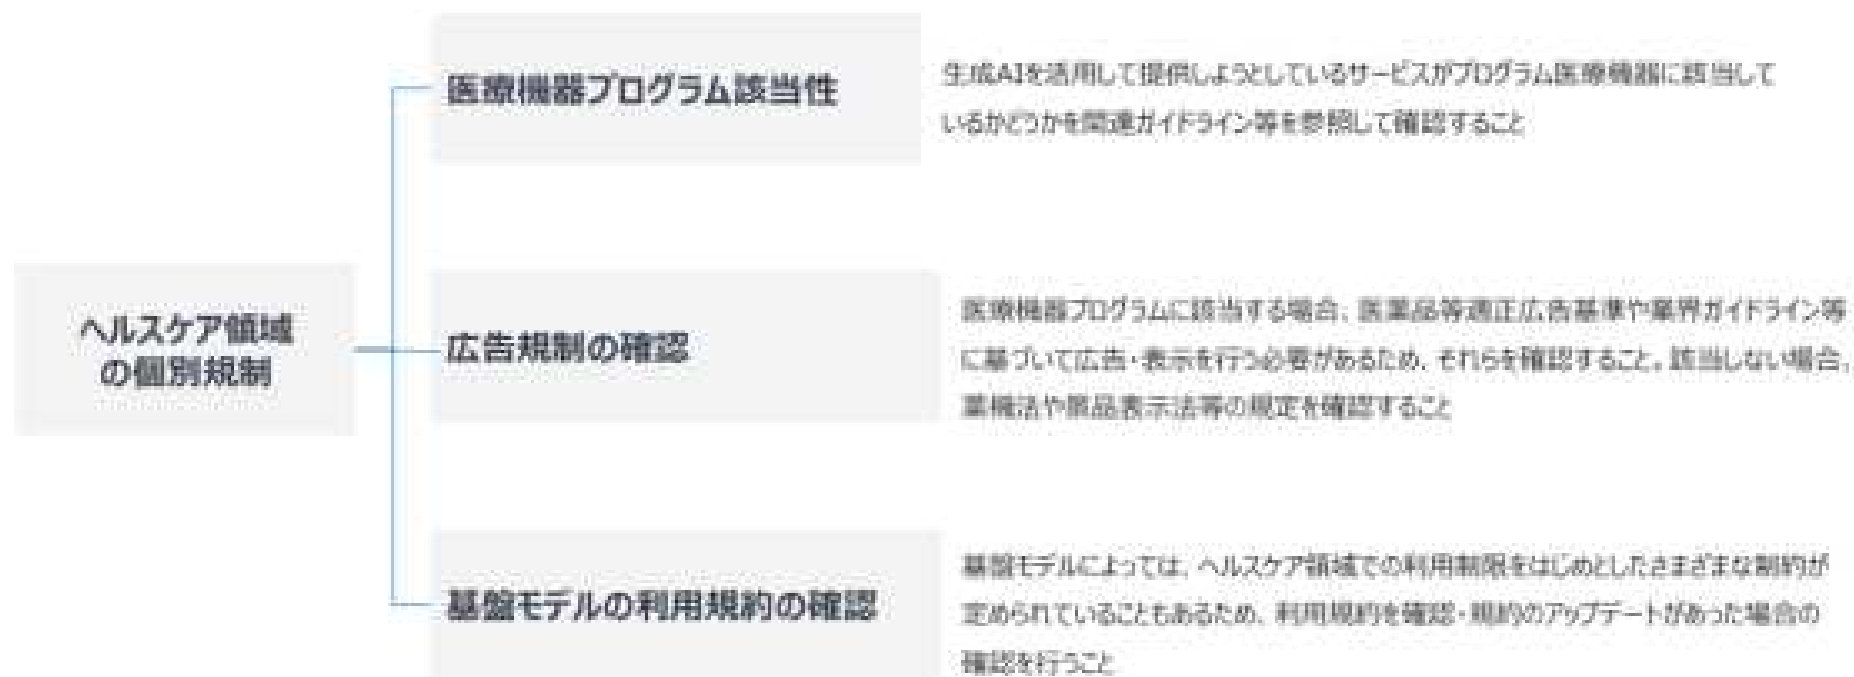 医療機器プログラム該当性
生成AIを活用して提供しようとしているサービスがプログラム医療機器に該当して
いるかどうかを関連ガイドライン等を参照して確認すること
ヘルスケア領域
の個別規制
広告規制の確認
医療機器プログラムに該当する場合、医薬品等適正広告基準や業界ガイドライン等
に基づいて広告・表示を行う必要があるため、それらを確認すること。該当しない場合、
薬機法や景品表示法等の規定を確認すること
基盤モデルの利用規約の確認
基盤モデルによっては、ヘルスケア領域での利用制限をはじめとしたさまざまな制約が
定められていることもあるため、利用規約を確認・規約のアップデートがあった場合の
確認を行うこと